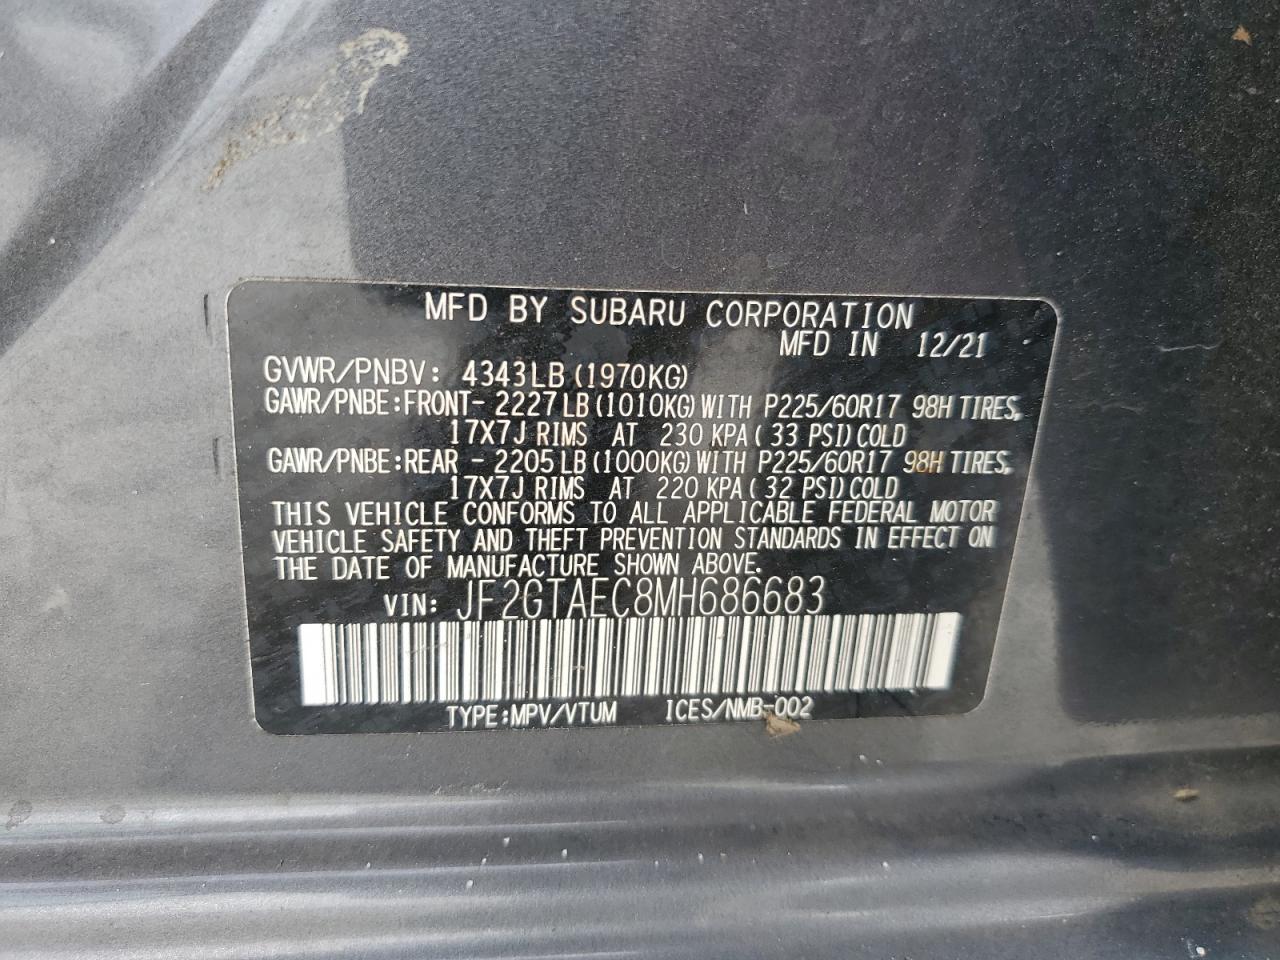 MFD BY SUBARU CORPORATION
MFD IN 12/21
GVWR/PNBV: 4343LB (1970KG)
GAWR/PNBE:FRONT- 2227LB (1010KG) WITH P225/60R17 98H TIRES,
17X7J RIMS AT 230 KPA ( 33 PSI) COLD
GAWR/PNBE:REAR - 2205LB (1000KG) WITH P225/60R17 98H TIRES,
17X7J RIMS AT 220 KPA ( 32 PSI) COLD
THIS VEHICLE CONFORMS TO ALL APPLICABLE FEDERAL MOTOR
VEHICLE SAFETY AND THEFT PREVENTION STANDARDS IN EFFECT ON
THE DATE OF MANUFACTURE SHOWN ABOVE.
VIN: JF2GTAEC8MH686683
TYPE:MPV/VTUM ICES/NMB-002